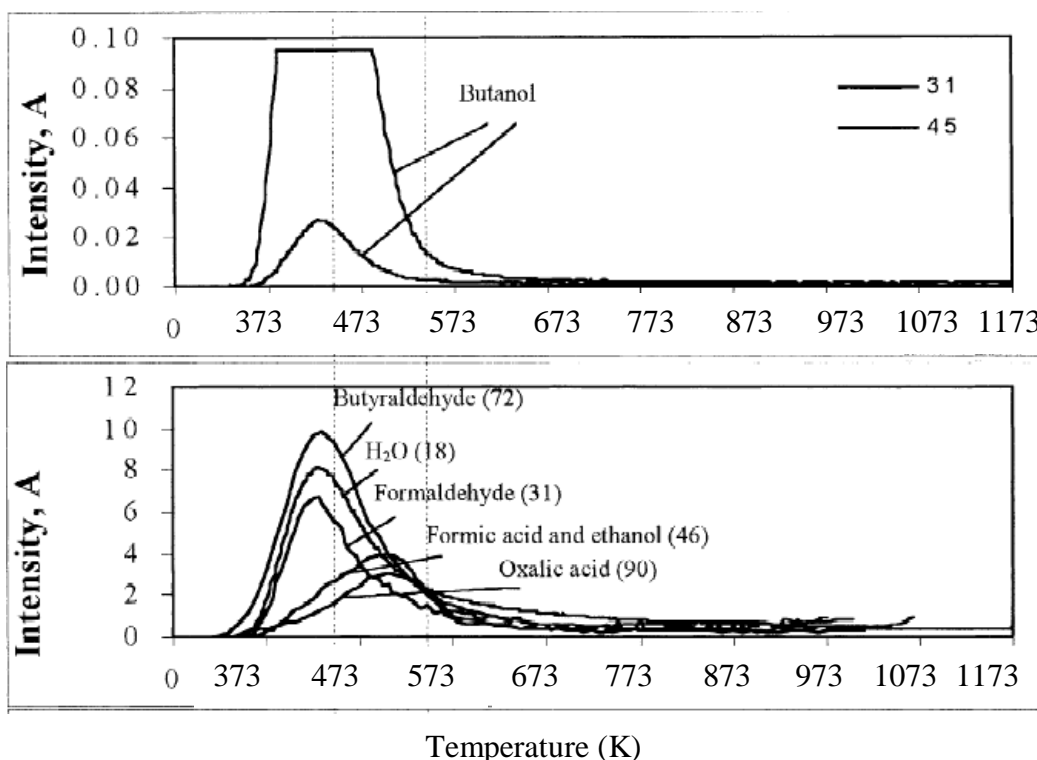 Intensity, A
0.10
0.08
0.06
0.04
0.02
0.00
Butanol
31
45
0 373 473 573 673 773 873 973 1073 1173
Intensity, A
12
10
8
6
4
2
0
Butyraldehyde (72)
H₂O (18)
Formaldehyde (31)
Formic acid and ethanol (46)
Oxalic acid (90)
0 373 473 573 673 773 873 973 1073 1173
Temperature (K)